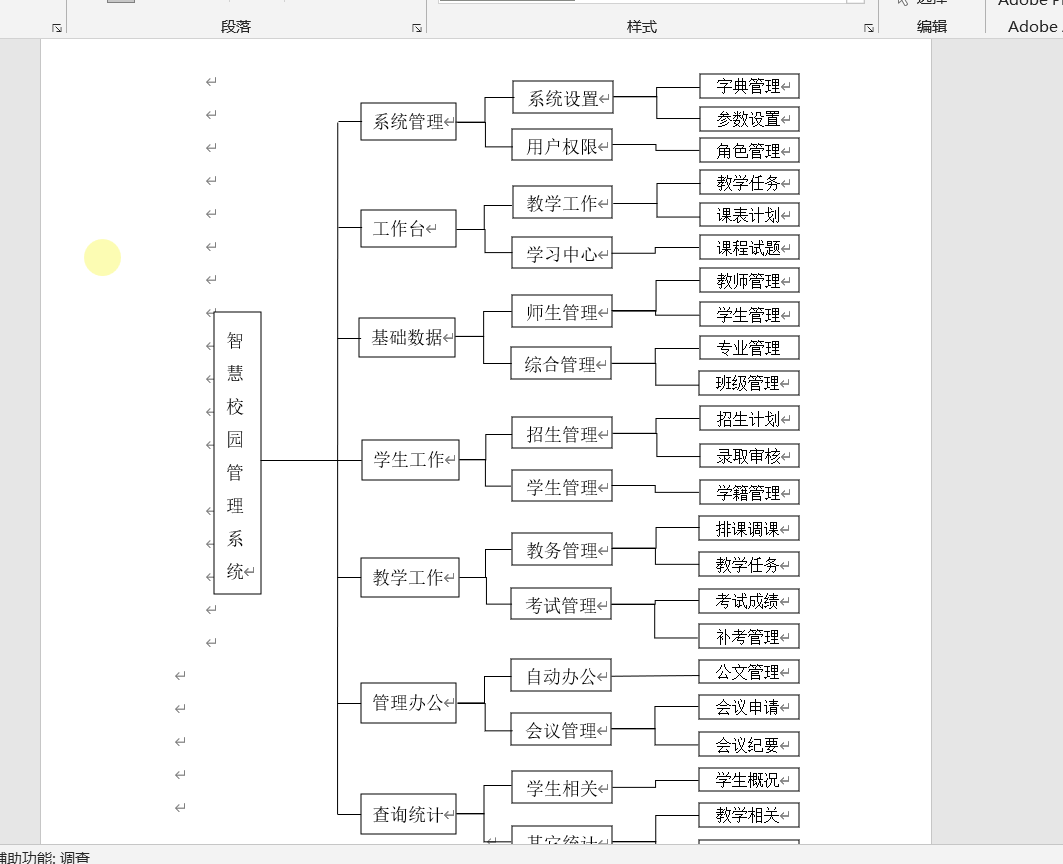 选择
Adobe P
段落
样式
编辑
Adobe
智慧校园管理系统
系统管理
系统设置
字典管理
参数设置
用户权限
角色管理
工作台
教学工作
教学任务
课表计划
学习中心
课程试题
基础数据
师生管理
教师管理
学生管理
综合管理
专业管理
班级管理
学生工作
招生管理
招生计划
录取审核
学生管理
学籍管理
教学工作
教务管理
排课调课
教学任务
考试管理
考试成绩
补考管理
管理办公
自动办公
公文管理
会议管理
会议申请
会议纪要
查询统计
学生相关
学生概况
其它统计
教学相关
辅助功能: 调查